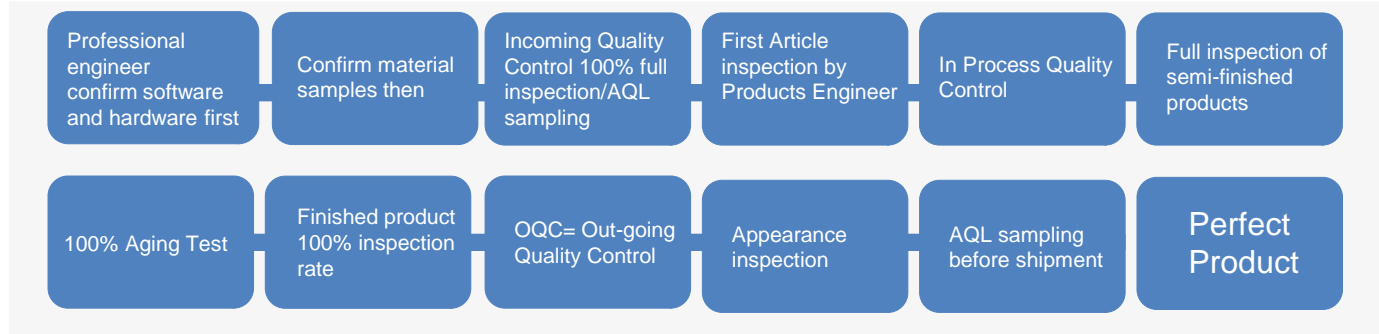 Professional
engineer
confirm software
and hardware first
Confirm material
samples then
Incoming Quality
Control 100% full
inspection/AQL
sampling
First Article
inspection by
Products Engineer
In Process Quality
Control
Full inspection of
semi-finished
products
100% Aging Test
Finished product
100% inspection
rate
OQC= Out-going
Quality Control
Appearance
inspection
AQL sampling
before shipment
Perfect
Product